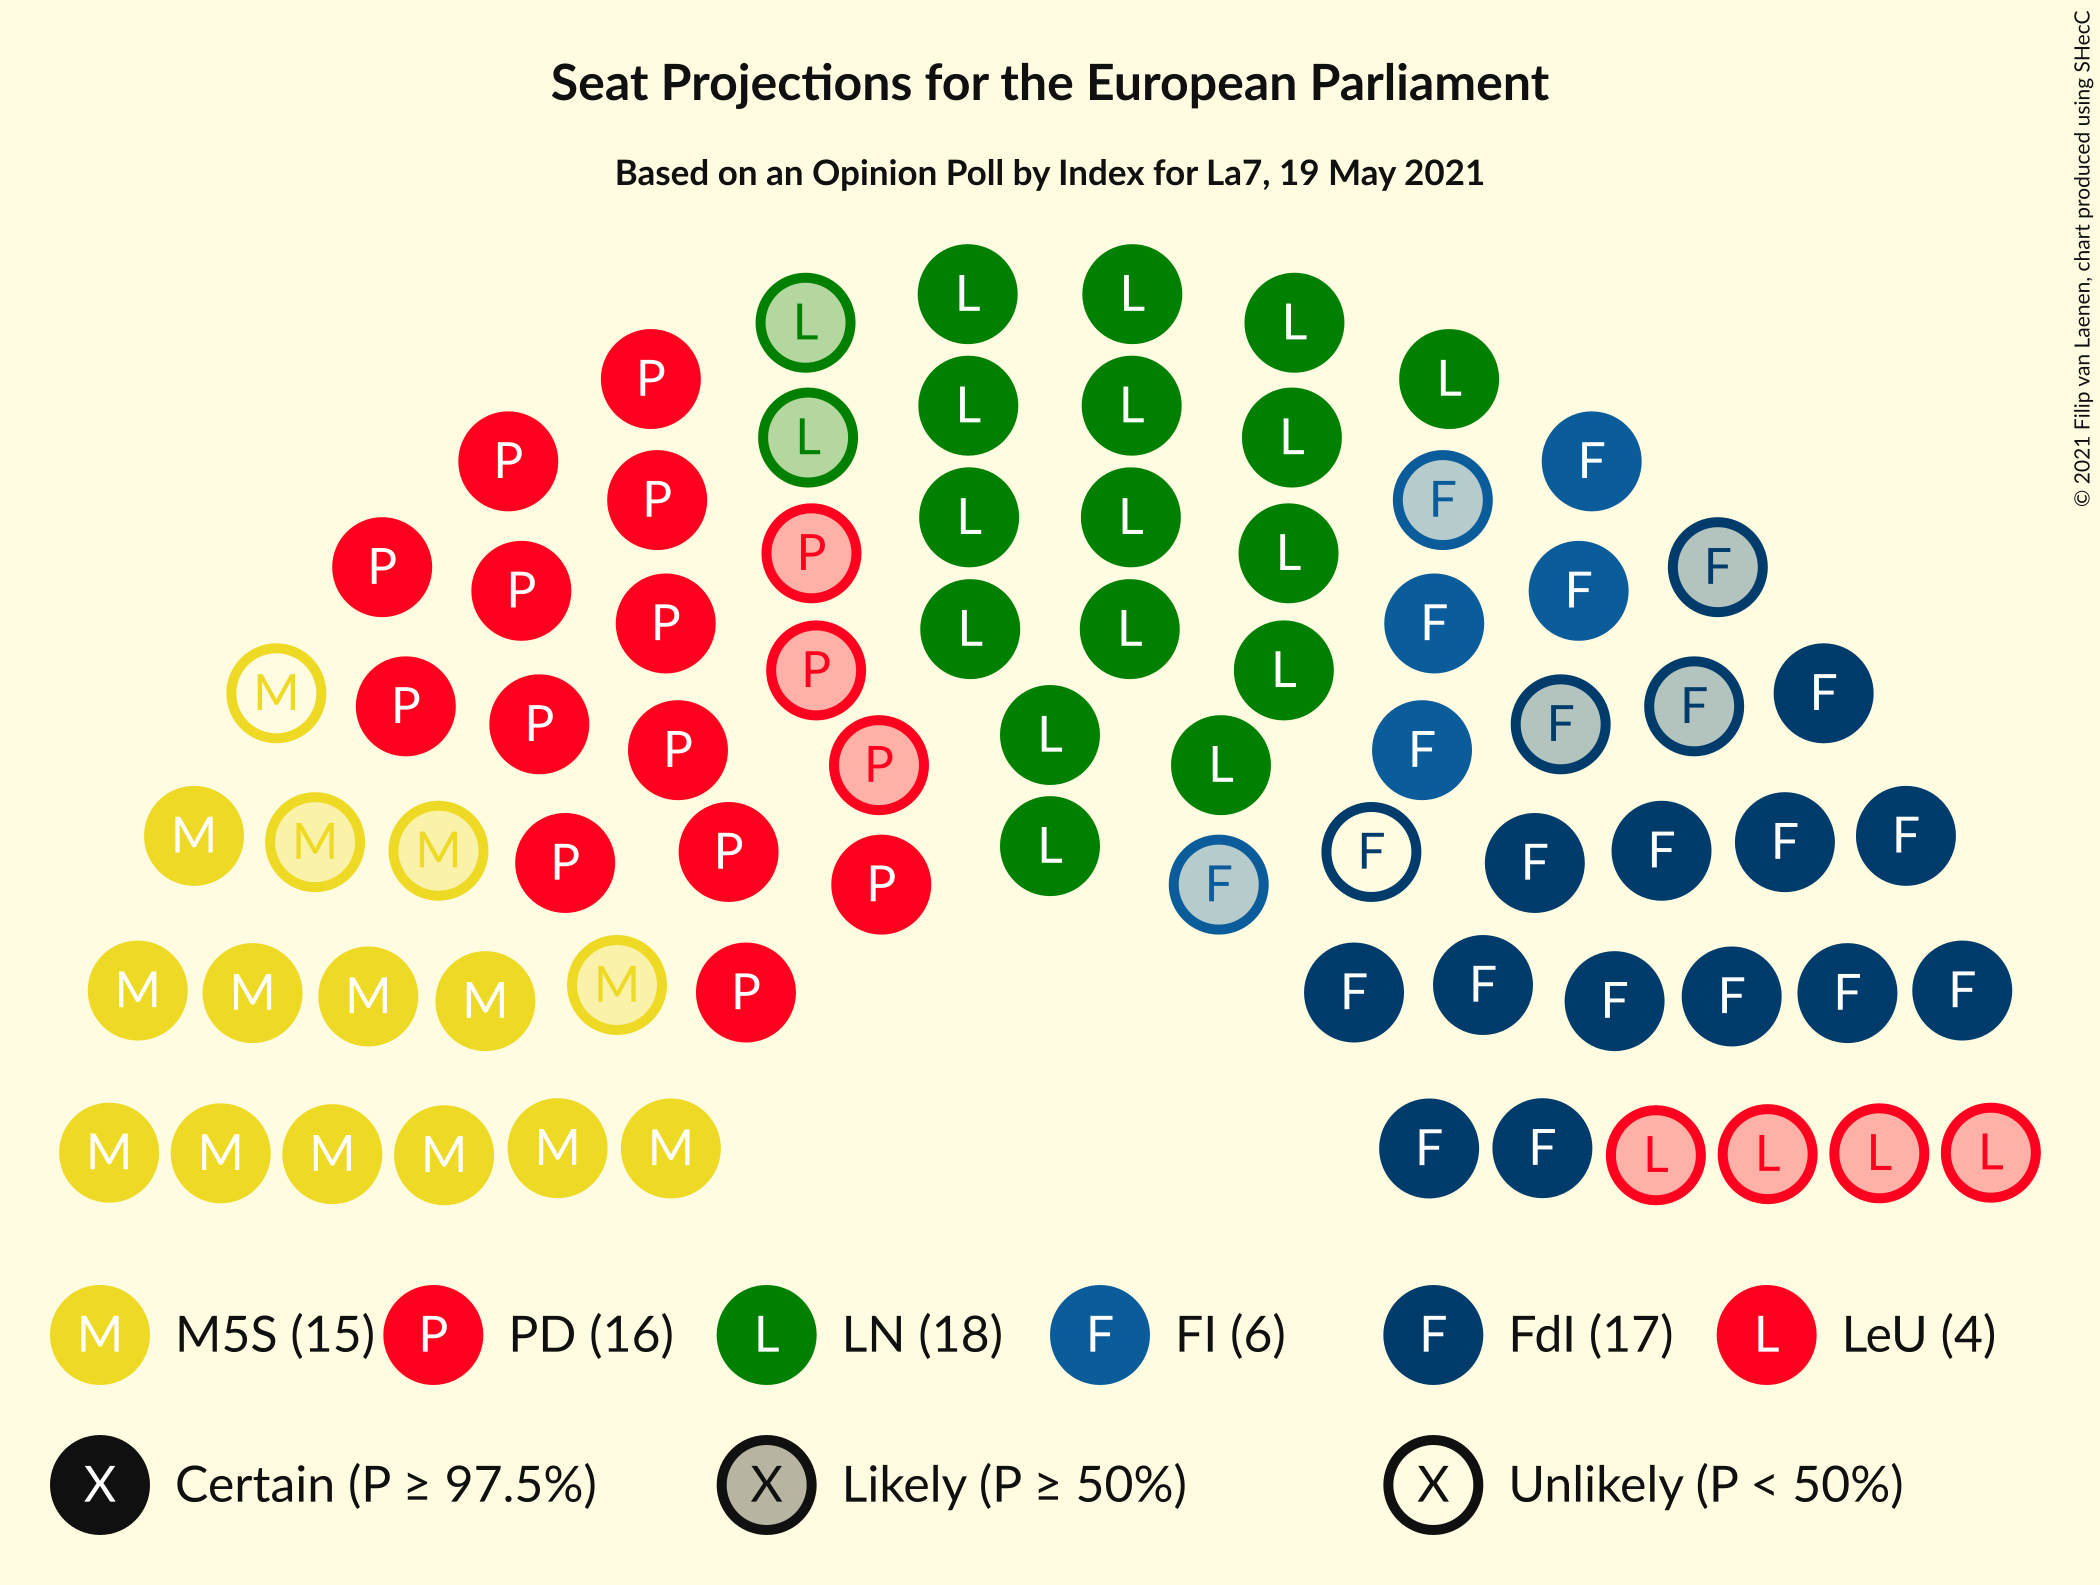 Seat Projections for the European Parliament
Based on an Opinion Poll by Index for La7, 19 May 2021
© 2021 Filip van Laenen, chart produced using SHecC
L L
L L
P L
L L
L L
P F
P L L
F F
P P
P L L
L F
P F
P P
L L
F F
P L
M P F
P F
P F
L
P F
P L
M F
M F
M F
P F
P F
L
P F
M P
M F
M F
M F
M F
M F
M M M M M M F F L L L L
M M5S (15) P PD (16) L LN (18) F FI (6) F FdI (17) L LeU (4)
X Certain (P ≥ 97.5%) X Likely (P ≥ 50%) X Unlikely (P < 50%)